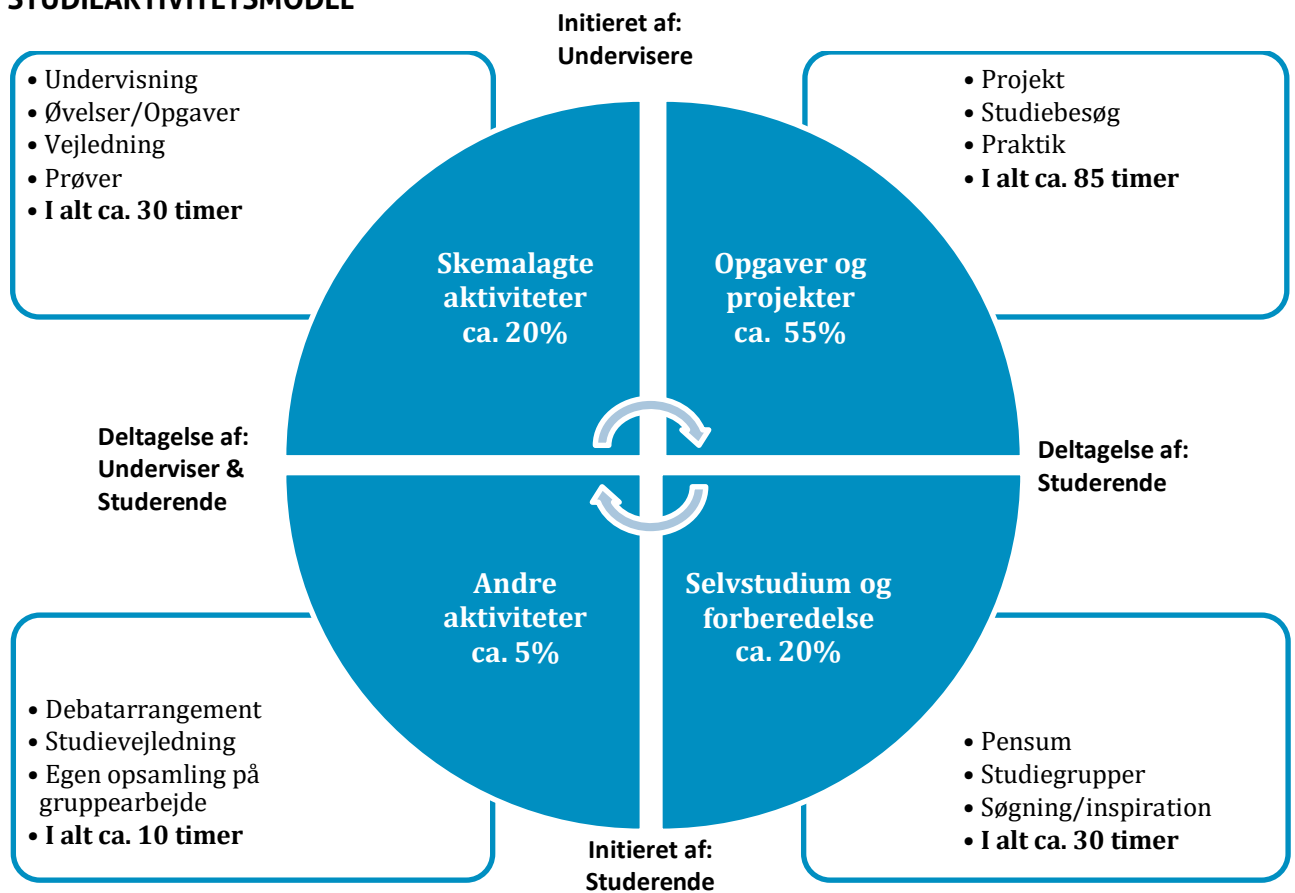 STUDIEAKTIVITETSMODEL
Initieret af:
Undervisere
• Undervisning
• Øvelser/Opgaver
• Vejledning
• Prøver
• I alt ca. 30 timer
• Projekt
• Studiebesøg
• Praktik
• I alt ca. 85 timer
Skemalagte
aktiviteter
ca. 20%
Opgaver og
projekter
ca. 55%
Deltagelse af:
Underviser &
Studerende
Deltagelse af:
Studerende
Andre
aktiviteter
ca. 5%
Selvstudium og
forberedelse
ca. 20%
• Debatarrangement
• Studievejledning
• Egen opsamling på
gruppearbejde
• I alt ca. 10 timer
• Pensum
• Studiegrupper
• Søgning/inspiration
• I alt ca. 30 timer
Initieret af:
Studerende